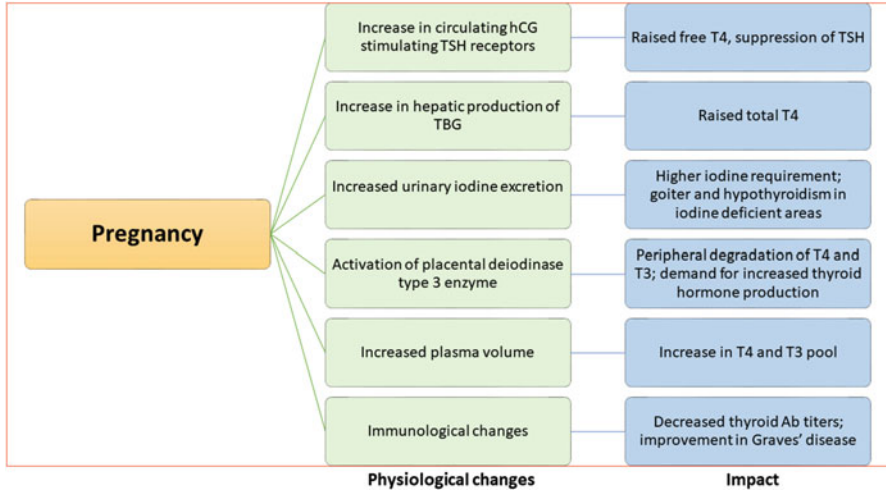 Pregnancy
Increase in circulating hCG
stimulating TSH receptors
Raised free T4, suppression of TSH
Increase in hepatic production of
TBG
Raised total T4
Increased urinary iodine excretion
Higher iodine requirement;
goiter and hypothyroidism in
iodine deficient areas
Activation of placental deiodinase
type 3 enzyme
Peripheral degradation of T4 and
T3; demand for increased thyroid
hormone production
Increased plasma volume
Increase in T4 and T3 pool
Immunological changes
Decreased thyroid Ab titers;
improvement in Graves’ disease
Physiological changes
Impact